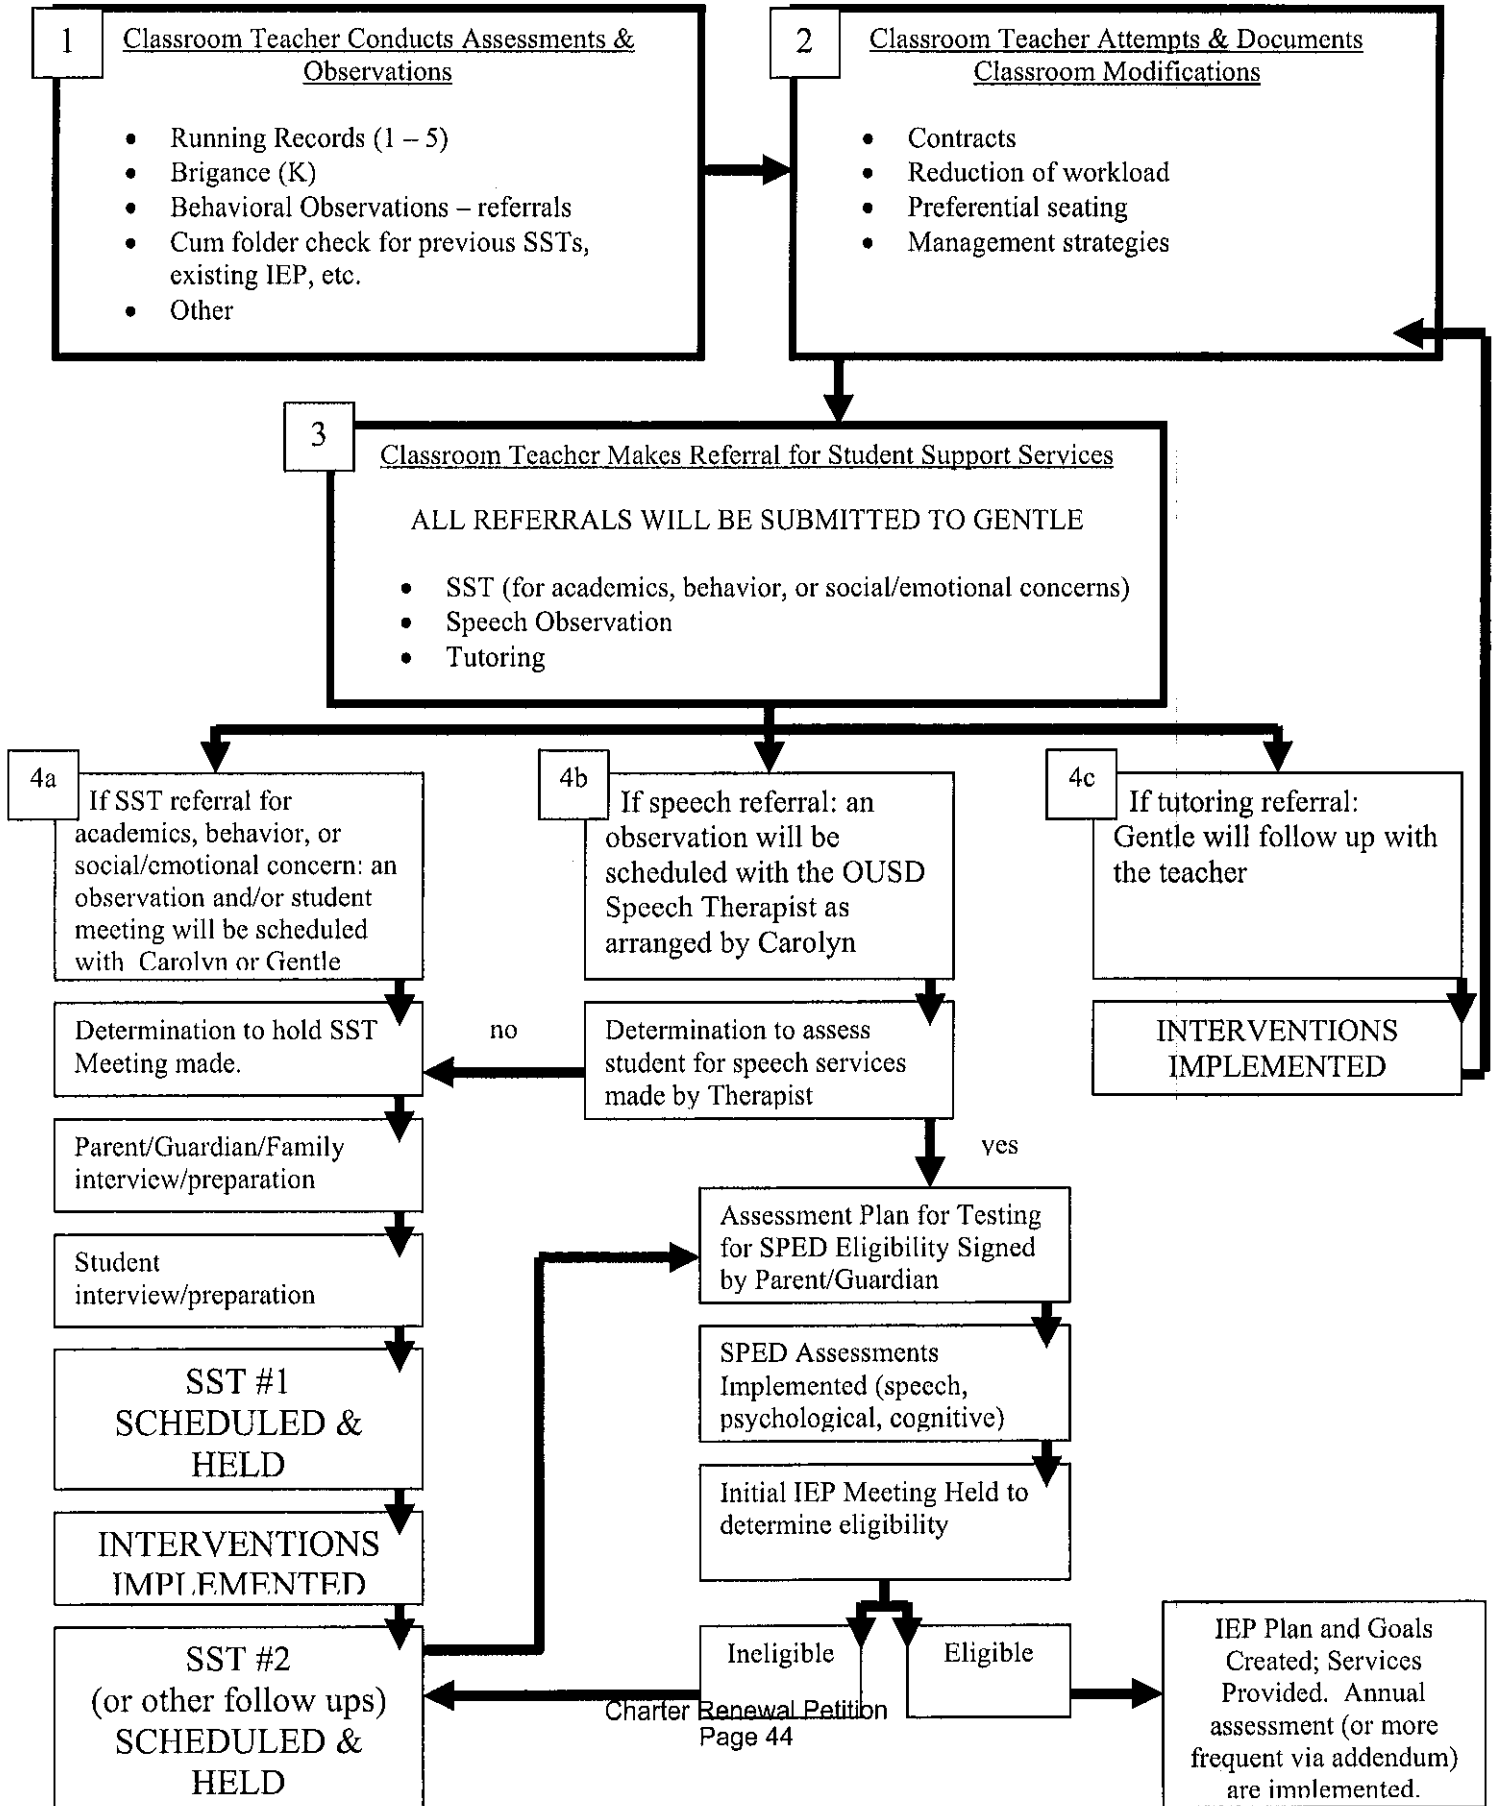 1
Classroom Teacher Conducts Assessments &
Observations
• Running Records (1 – 5)
• Brigance (K)
• Behavioral Observations – referrals
• Cum folder check for previous SSTs,
existing IEP, etc.
• Other
2
Classroom Teacher Attempts & Documents
Classroom Modifications
• Contracts
• Reduction of workload
• Preferential seating
• Management strategies
3
Classroom Teacher Makes Referral for Student Support Services
ALL REFERRALS WILL BE SUBMITTED TO GENTLE
• SST (for academics, behavior, or social/emotional concerns)
• Speech Observation
• Tutoring
4a
If SST referral for
academics, behavior, or
social/emotional concern: an
observation and/or student
meeting will be scheduled
with Carolyn or Gentle
4b
If speech referral: an
observation will be
scheduled with the OUSD
Speech Therapist as
arranged by Carolyn
4c
If tutoring referral:
Gentle will follow up with
the teacher
Determination to hold SST
Meeting made.
no
Determination to assess
student for speech services
made by Therapist
INTERVENTIONS
IMPLEMENTED
Parent/Guardian/Family
interview/preparation
yes
Student
interview/preparation
Assessment Plan for Testing
for SPED Eligibility Signed
by Parent/Guardian
SST #1
SCHEDULED &
HELD
SPED Assessments
Implemented (speech,
psychological, cognitive)
Initial IEP Meeting Held to
determine eligibility
INTERVENTIONS
IMPLEMENTED
SST #2
(or other follow ups)
SCHEDULED &
HELD
Ineligible
Eligible
IEP Plan and Goals
Created; Services
Provided. Annual
assessment (or more
frequent via addendum)
are implemented.
Charter Renewal Petition
Page 44